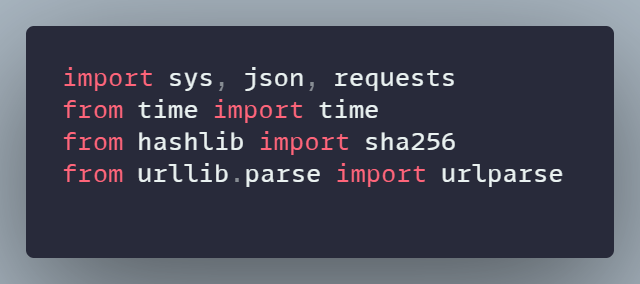 import sys, json, requests
from time import time
from hashlib import sha256
from urllib.parse import urlparse